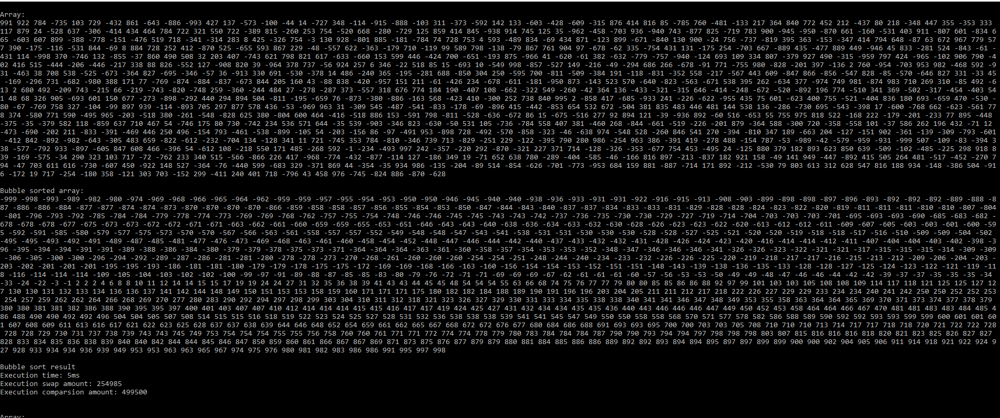 Array:
991 922 784 -735 103 729 -432 861 -643 -886 -993 427 137 -573 -100 -44 14 -727 348 -114 -915 -888 -103 311 -373 -592 142 133 -603 -428 -609 -315 876 414 816 85 -785 760 -481 -133 217 364 840 772 452 212 -437 80 218 -348 447 355 -353 333
117 879 24 -528 637 -306 -414 434 464 784 722 321 550 722 -389 815 -260 253 754 -520 668 -280 -729 125 859 414 845 -938 914 745 125 35 -962 -458 -703 936 -940 743 -877 825 -719 783 900 -945 -950 -870 661 -160 -531 403 911 -807 601 -834 6
65 -603 607 899 -388 -778 -151 -476 519 718 -341 -314 283 8 425 -326 754 -3 130 928 -801 885 -181 -784 74 728 753 4 593 -489 834 -69 434 871 -123 899 -671 -840 130 900 -24 756 -737 -819 395 363 -153 -347 414 794 648 -87 63 672 967 779 57
7 390 -175 -116 -531 844 -69 8 884 728 252 412 -870 525 -655 593 867 229 -48 -557 622 -363 -179 710 -119 99 589 798 -138 -79 867 761 904 97 -678 -62 335 -754 431 131 -175 254 -703 667 -889 435 -477 889 449 -946 45 833 -281 524 -843 -61 -
431 114 -998 370 -746 132 -855 -37 860 490 508 32 203 407 -743 621 798 821 617 -633 -660 153 599 446 -424 700 -651 -193 875 -966 41 -620 -61 382 -632 -779 -757 -940 -124 693 109 334 807 -379 927 490 -315 -959 797 424 -965 -102 906 790 -4
02 416 515 -444 -206 -446 -217 338 88 826 -552 127 -908 820 39 -964 378 737 -56 924 257 6 346 -22 518 85 15 -693 10 -549 998 -857 -527 149 -216 -49 -294 686 266 -678 -91 771 -755 980 -828 -201 397 -136 2 760 -954 -703 953 982 -468 592 -9
31 -463 38 708 538 -525 -673 -364 827 -695 -346 -57 36 -913 330 691 -530 -378 14 486 -240 365 -195 -281 688 -850 304 250 -595 700 -811 -509 -384 191 -118 -831 -352 558 -217 -567 443 609 -847 866 -856 -547 828 -85 -570 -646 827 331 -33 45
-169 -296 731 -682 -980 388 171 77 -769 -874 -884 -837 -673 844 205 160 43 -88 838 -420 -957 151 211 -61 -426 234 -678 -611 -181 -950 873 -143 523 570 -640 -823 -563 -671 538 395 262 -634 377 -974 749 981 -874 983 710 269 310 -85 492 -6
13 2 680 492 -209 743 -215 66 -219 -743 -820 -748 259 -360 -244 484 27 -278 -287 373 -557 318 676 774 184 190 -407 108 -662 -322 549 -260 -42 364 136 -433 -321 -315 646 -414 -248 -672 -520 -892 196 774 -510 341 369 -502 -317 -454 -403 54
1 48 68 326 905 -693 601 150 677 -273 -898 -292 440 294 894 504 -811 -195 -659 76 -873 -380 -886 -163 568 -423 410 -300 252 738 840 995 2 -858 417 -685 -933 241 -226 -622 -955 435 75 601 -623 400 755 -521 -404 836 180 693 -659 470 -530 -
80 -67 -769 758 327 -104 -99 897 939 -114 -893 705 297 877 578 436 -53 -969 963 31 -309 545 -487 -541 -833 -178 -69 -896 415 -442 -853 654 532 672 -504 381 835 483 446 481 144 538 136 -286 -730 695 -543 -398 17 -600 -768 662 -623 -561 77
8 374 -580 771 590 -495 965 -203 -518 380 -261 -548 -828 625 380 -804 600 464 -416 -518 886 153 -591 798 -811 -528 -636 -672 86 15 -675 -516 277 92 894 121 -39 -936 892 -60 516 -653 55 755 975 818 522 -168 222 -179 -201 -233 77 895 -448
-375 -35 -379 582 118 -859 637 710 467 54 -746 175 80 730 -742 234 536 571 644 -35 539 -903 -346 823 -630 -50 531 105 -736 -784 558 407 381 -460 268 -844 -661 -519 -226 -201 879 -364 588 -300 720 -358 -558 101 -37 586 262 196 432 -71 12
-473 -690 -202 211 -833 -391 -469 446 250 496 -154 793 -461 -538 -899 -105 54 -203 -156 86 -97 -491 953 -898 728 -492 -570 -858 -323 -46 -638 974 -548 528 -260 846 541 270 -394 -810 347 189 -663 204 -127 -151 902 -361 -139 -309 -793 -601
-412 842 -892 -982 -643 -305 483 659 -822 -612 -232 -704 134 -128 341 11 721 -745 353 784 -810 -346 739 713 -829 -251 229 -122 -395 790 280 986 -254 963 386 -391 419 -278 488 -154 787 -53 -989 -42 -579 -959 -931 -999 507 -109 -83 -394 3
38 -577 -792 933 -897 -605 847 608 466 -396 54 -612 108 -218 550 171 485 -268 592 -1 -234 -493 997 242 -357 -220 292 -870 -321 227 371 714 -128 -326 -353 -677 754 453 -495 24 -125 880 379 182 893 623 850 639 -509 -102 -485 -225 298 918 8
39 -169 -575 -34 290 323 103 717 -72 -762 233 340 515 -566 -866 226 417 -968 -774 -432 -877 -114 127 -186 349 19 -71 652 638 780 -289 -404 -585 -46 -166 816 897 -213 -837 182 921 158 -49 141 949 -447 -892 415 505 264 481 -517 -452 -270 7
94 -47 703 611 616 -730 -607 450 -922 148 527 -364 -76 -440 599 -683 329 -371 869 44 -354 -35 934 986 -135 -204 -89 514 -854 -626 -701 -773 -953 684 159 881 -887 -714 171 892 -212 -530 79 803 613 312 628 547 816 188 934 -148 -386 504 -91
6 -172 19 717 -254 -180 358 -121 303 703 -152 299 -411 240 401 718 -796 43 458 976 -745 -824 886 -870 -628
Bubble sorted array:
-999 -998 -993 -989 -982 -980 -974 -969 -968 -966 -965 -964 -962 -959 -959 -957 -955 -954 -953 -950 -950 -946 -945 -940 -940 -938 -936 -933 -931 -931 -922 -916 -915 -913 -908 -903 -899 -898 -898 -897 -896 -893 -892 -892 -892 -889 -888 -8
87 -886 -886 -884 -877 -877 -874 -874 -873 -870 -870 -870 -870 -866 -859 -858 -858 -857 -856 -855 -854 -853 -850 -847 -844 -843 -840 -837 -837 -834 -833 -833 -831 -829 -828 -828 -824 -823 -822 -820 -819 -811 -811 -811 -810 -810 -807 -804
-801 -796 -793 -792 -785 -784 -784 -779 -778 -774 -773 -769 -769 -768 -762 -757 -755 -754 -748 -746 -746 -745 -745 -743 -743 -742 -737 -736 -735 -730 -730 -729 -727 -719 -714 -704 -703 -703 -703 -701 -695 -693 -693 -690 -685 -683 -682 -
678 -678 -678 -677 -675 -673 -673 -672 -672 -671 -671 -663 -662 -661 -660 -659 -659 -655 -653 -651 -646 -643 -643 -640 -638 -636 -634 -633 -632 -630 -628 -626 -623 -623 -622 -620 -613 -612 -612 -611 -609 -607 -605 -603 -603 -601 -600 -59
5 -592 -591 -585 -580 -579 -577 -575 -573 -570 -570 -567 -566 -563 -561 -558 -557 -557 -552 -549 -548 -548 -547 -543 -541 -538 -531 -531 -530 -530 -530 -528 -528 -527 -525 -521 -520 -520 -519 -518 -518 -517 -516 -510 -509 -509 -504 -502
-495 -495 -493 -492 -491 -489 -487 -485 -481 -477 -476 -473 -469 -468 -463 -461 -460 -458 -454 -452 -448 -447 -446 -444 -442 -440 -437 -433 -432 -432 -431 -428 -426 -424 -423 -420 -416 -414 -414 -412 -411 -407 -404 -404 -403 -402 -398 -3
96 -395 -394 -394 -391 -391 -389 -388 -386 -384 -380 -379 -379 -378 -375 -373 -373 -371 -364 -364 -364 -363 -361 -360 -358 -357 -354 -353 -353 -352 -348 -347 -346 -346 -346 -341 -326 -326 -323 -322 -321 -321 -317 -315 -315 -315 -314 -309 -309
-306 -305 -300 -300 -296 -294 -292 -289 -287 -286 -281 -281 -280 -278 -278 -273 -270 -268 -261 -260 -260 -260 -254 -254 -251 -248 -244 -240 -234 -233 -232 -226 -226 -225 -220 -219 -218 -217 -217 -216 -215 -213 -212 -209 -206 -204 -203 -
203 -202 -201 -201 -201 -195 -195 -193 -186 -181 -181 -180 -179 -179 -178 -175 -175 -172 -169 -169 -168 -166 -163 -160 -156 -154 -154 -153 -152 -151 -151 -148 -143 -139 -138 -136 -135 -133 -128 -128 -127 -125 -124 -123 -122 -121 -119 -11
8 -116 -114 -114 -114 -109 -105 -104 -103 -102 -102 -100 -99 -97 -91 -89 -88 -87 -85 -85 -83 -80 -79 -76 -72 -71 -71 -69 -69 -69 -67 -62 -61 -61 -61 -60 -57 -56 -53 -53 -50 -49 -49 -48 -47 -46 -46 -44 -42 -42 -39 -37 -37 -35 -35 -35 -34
-33 -24 -22 -3 -1 2 2 2 4 6 8 8 10 11 12 14 14 15 15 17 19 19 24 24 27 31 32 35 36 38 39 41 43 43 44 45 45 48 54 54 54 55 63 66 68 74 75 76 77 77 79 80 80 85 85 86 86 88 92 97 99 101 103 103 105 108 108 109 114 117 118 121 125 125 127 12
7 130 130 131 132 133 134 136 136 137 141 142 144 148 149 150 151 153 153 158 159 160 171 171 171 175 180 182 182 184 188 189 190 191 196 196 203 204 205 211 211 212 217 218 222 226 227 229 229 233 234 234 240 241 242 250 250 252 252 253
254 257 259 262 262 264 266 268 269 270 277 280 283 290 292 294 297 298 299 303 304 310 311 312 318 321 323 326 327 329 330 331 333 334 335 338 338 340 341 341 346 347 348 349 353 355 358 363 364 364 365 369 370 371 373 374 377 378 379
380 380 381 381 382 386 388 390 395 395 397 400 401 403 407 407 410 412 414 414 414 415 415 416 417 417 419 424 425 427 431 432 434 434 435 435 436 440 443 446 446 446 447 449 450 452 453 458 464 464 466 467 470 481 481 483 483 484 485 4
86 488 490 490 492 492 496 504 504 505 507 508 514 515 515 516 518 519 522 523 524 525 527 528 531 532 536 538 538 538 539 541 541 545 547 549 550 550 558 558 568 570 571 577 578 582 586 588 589 590 592 592 593 593 599 599 600 601 601 60
1 607 608 609 611 613 616 617 621 622 623 625 628 637 637 638 639 644 646 648 652 654 659 661 662 665 667 668 672 672 676 677 680 684 686 688 691 693 693 695 700 700 703 703 705 708 710 710 710 713 714 717 717 718 718 720 721 722 722 728
728 728 729 730 731 737 738 739 743 743 745 749 753 754 754 754 755 755 756 758 760 760 761 771 771 772 774 774 778 779 780 783 784 784 784 787 790 790 793 794 794 797 798 798 798 803 807 815 816 816 816 818 820 821 823 825 826 827 827
828 833 834 835 836 838 839 840 840 842 844 844 845 846 847 850 859 860 861 866 867 867 869 871 873 875 876 877 879 879 880 881 884 885 886 886 889 892 892 893 894 894 895 897 897 899 899 900 900 902 904 905 906 911 914 918 921 922 924 9
27 928 933 934 934 936 939 949 953 953 963 963 965 967 974 975 976 980 981 982 983 986 986 991 995 997 998
Bubble sort result
Execution time: 5ms
Execution swap amount: 254985
Execution comparsion amount: 499500
Array: